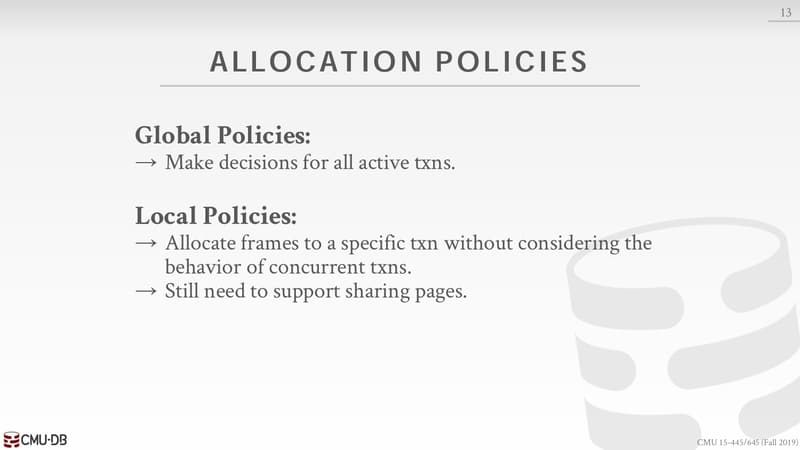 13
ALLOCATION POLICIES
Global Policies:
→ Make decisions for all active txns.
Local Policies:
→ Allocate frames to a specific txn without considering the
behavior of concurrent txns.
→ Still need to support sharing pages.
CMU·DB
CMU 15-445/645 (Fall 2019)